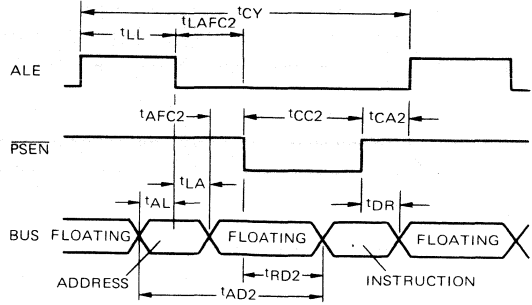 tCY
tLAFC2
tLL
ALE
tAFC2
tCC2
tCA2
PSEN
tLA
tAL
tDR
BUS FLOATING FLOATING FLOATING
ADDRESS
tRD2
INSTRUCTION
tAD2